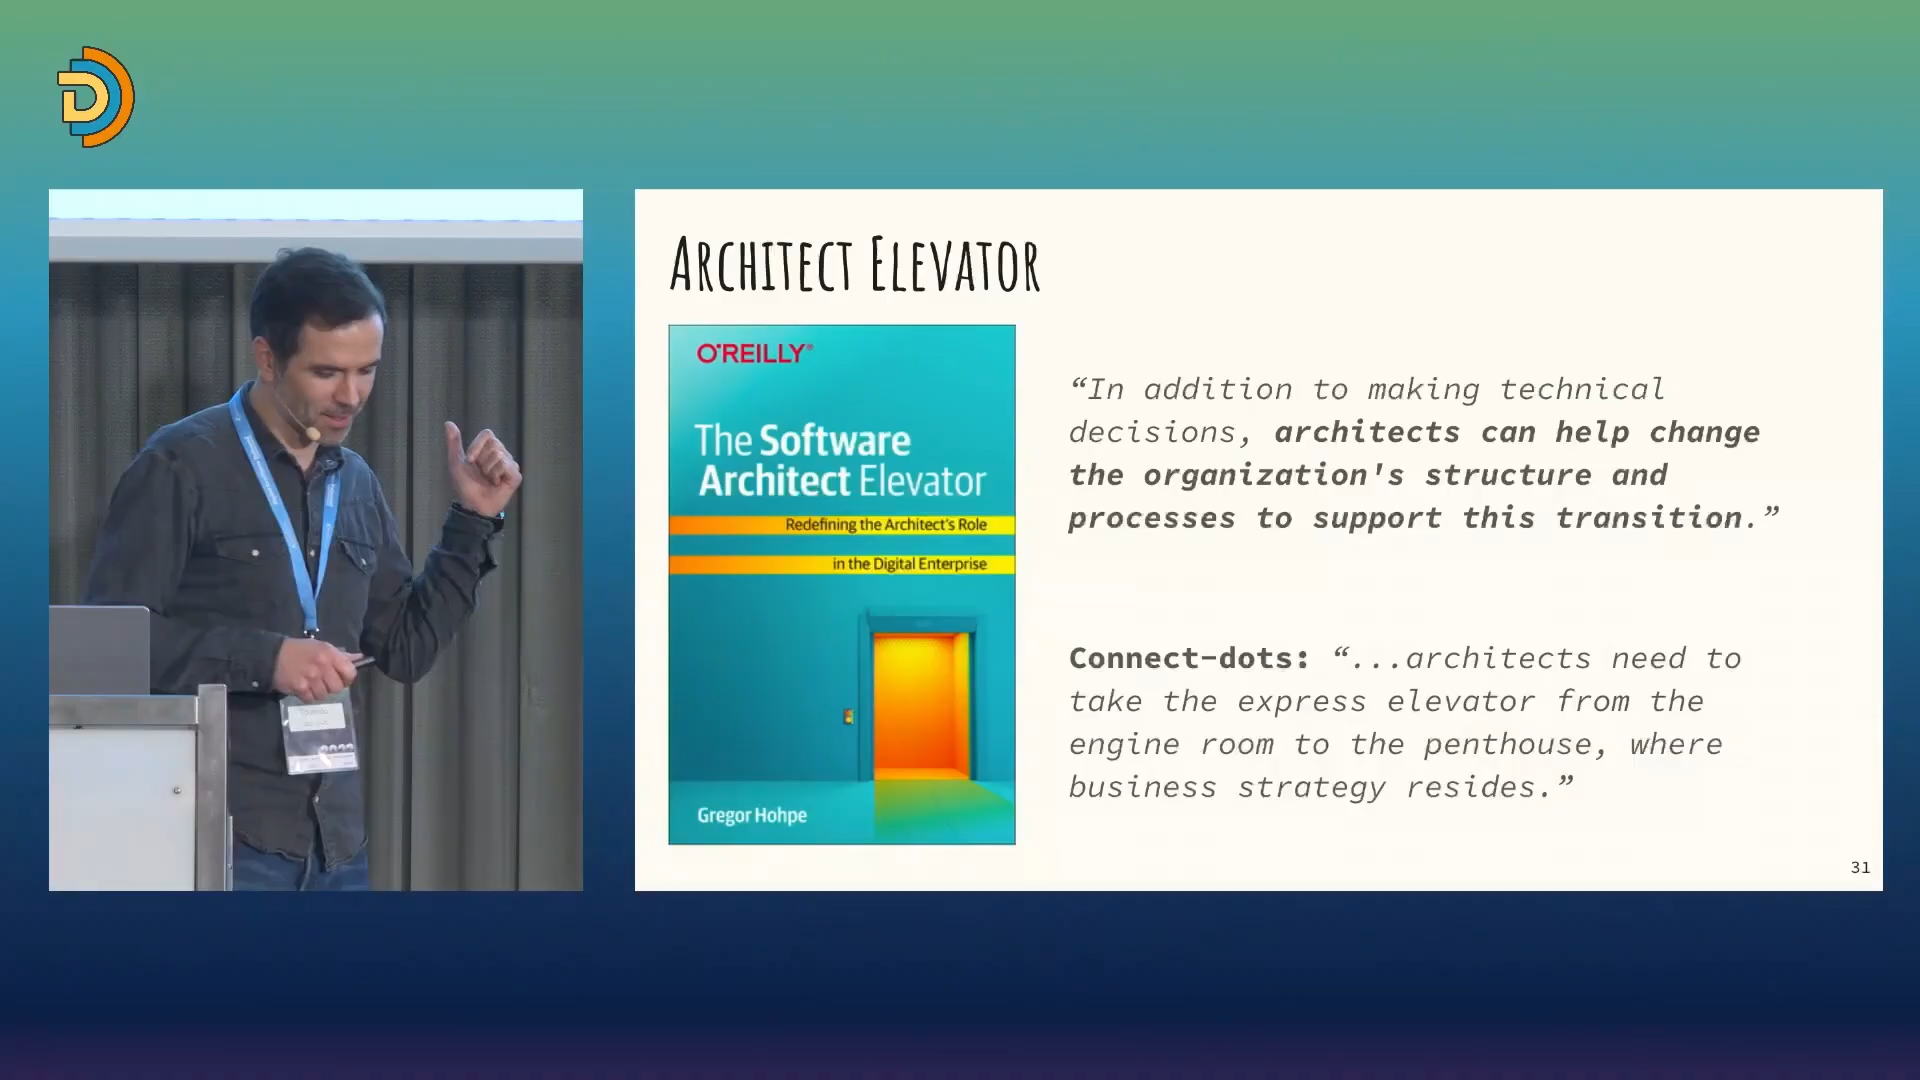 Architect Elevator
O'REILLY®
The Software
Architect Elevator
Redefining the Architect's Role
in the Digital Enterprise
Gregor Hohpe
“In addition to making technical
decisions, architects can help change
the organization's structure and
processes to support this transition.”
Connect-dots: “...architects need to
take the express elevator from the
engine room to the penthouse, where
business strategy resides.”
31